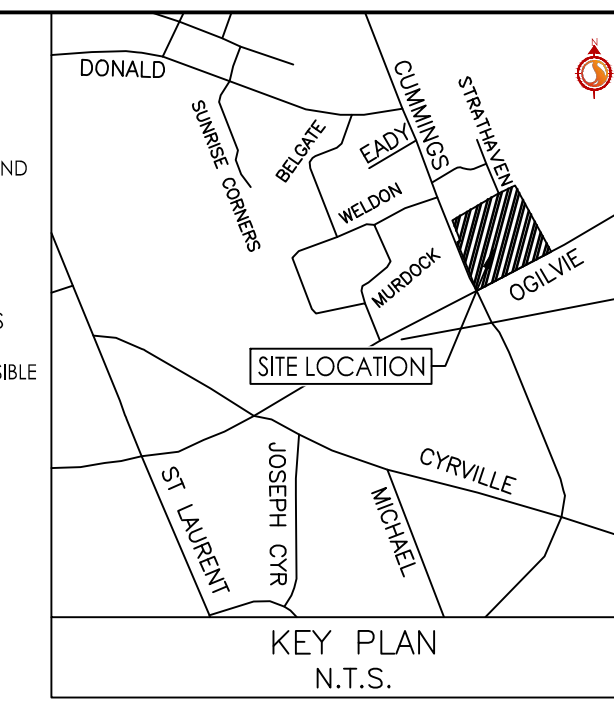 N
DONALD
CUMMINGS
STRATHAVEN
SUNRISE CORNERS
BELGATE
EADY
ND
WELDON
MURDOCK
OGILVIE
S
SIBLE
SITE LOCATION
CYRVILLE
ST LAURENT
JOSEPH CYR
MICHAEL
KEY PLAN
N.T.S.